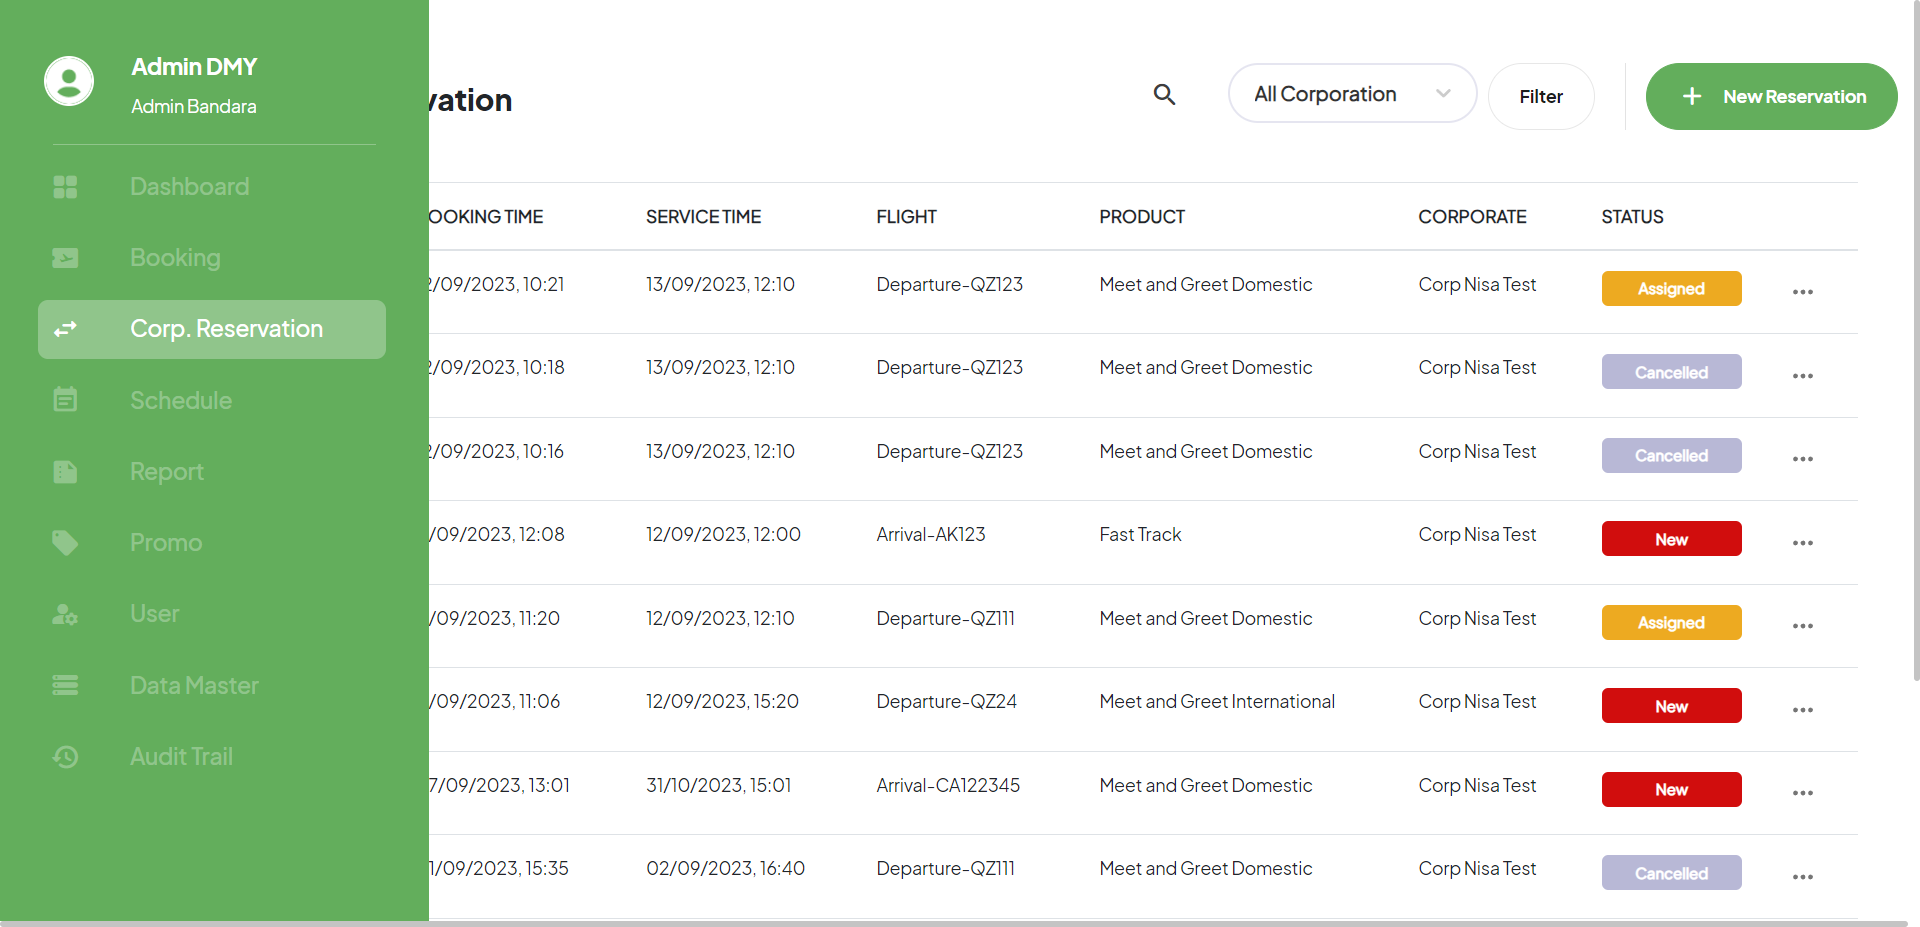 Admin DMY
Admin Bandara
Dashboard
Booking
Corp. Reservation
Schedule
Report
Promo
User
Data Master
Audit Trail
vation
All Corporation
Filter
+ New Reservation
OOKING TIME SERVICE TIME FLIGHT PRODUCT CORPORATE STATUS
2/09/2023, 10:21 13/09/2023, 12:10 Departure-QZ123 Meet and Greet Domestic Corp Nisa Test Assigned ...
2/09/2023, 10:18 13/09/2023, 12:10 Departure-QZ123 Meet and Greet Domestic Corp Nisa Test Cancelled ...
2/09/2023, 10:16 13/09/2023, 12:10 Departure-QZ123 Meet and Greet Domestic Corp Nisa Test Cancelled ...
/09/2023, 12:08 12/09/2023, 12:00 Arrival-AK123 Fast Track Corp Nisa Test New ...
/09/2023, 11:20 12/09/2023, 12:10 Departure-QZ111 Meet and Greet Domestic Corp Nisa Test Assigned ...
/09/2023, 11:06 12/09/2023, 15:20 Departure-QZ24 Meet and Greet International Corp Nisa Test New ...
7/09/2023, 13:01 31/10/2023, 15:01 Arrival-CA122345 Meet and Greet Domestic Corp Nisa Test New ...
1/09/2023, 15:35 02/09/2023, 16:40 Departure-QZ111 Meet and Greet Domestic Corp Nisa Test Cancelled ...